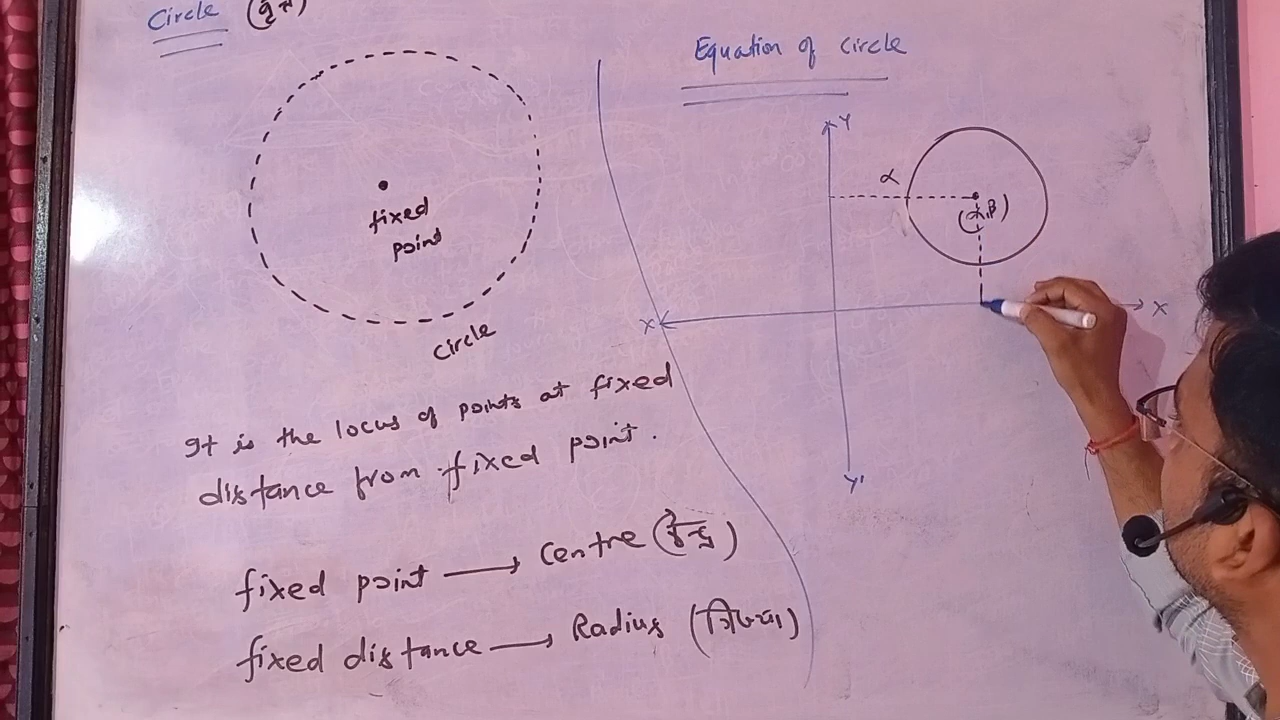 Circle (वृत्त)
fixed
point
Circle
It is the locus of points at fixed
distance from fixed point.
fixed point → Centre (केन्द्र)
fixed distance → Radius (त्रिज्या)
Equation of circle
Y
α
(α,β)
X
X
Y'